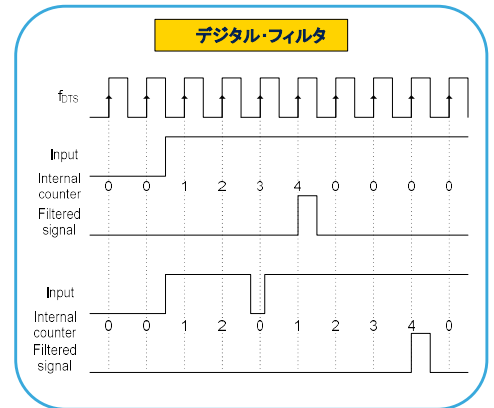 デジタル・フィルタ
fDTS
Input
Internal
counter
0 0 1 2 3 4 0 0 0 0
Filtered
signal
Input
Internal
counter
0 0 1 2 0 1 2 3 4 0
Filtered
signal